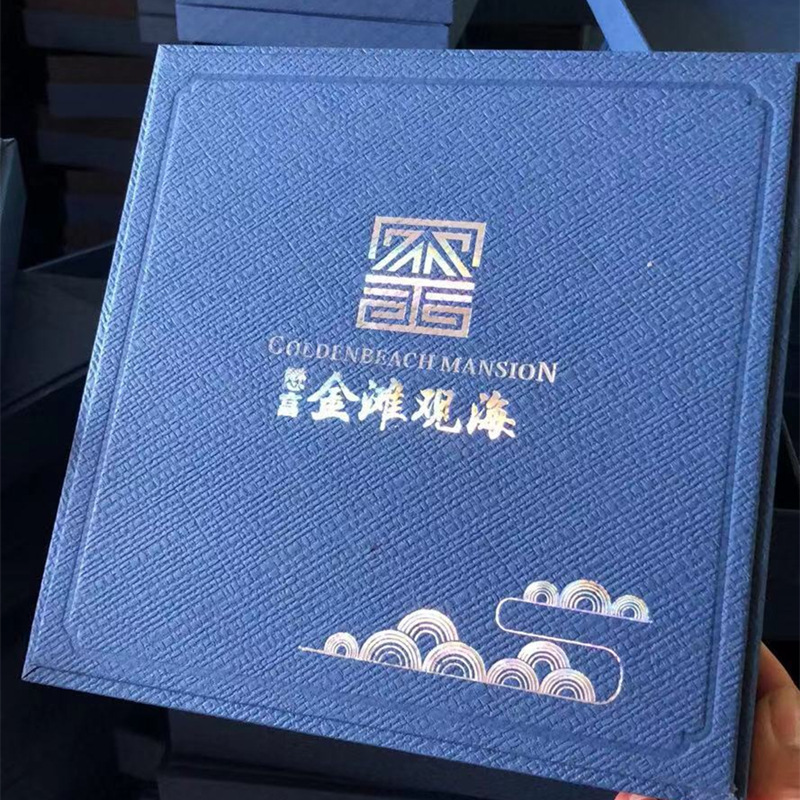 GOLDENBEACH MANSION
金滩观海